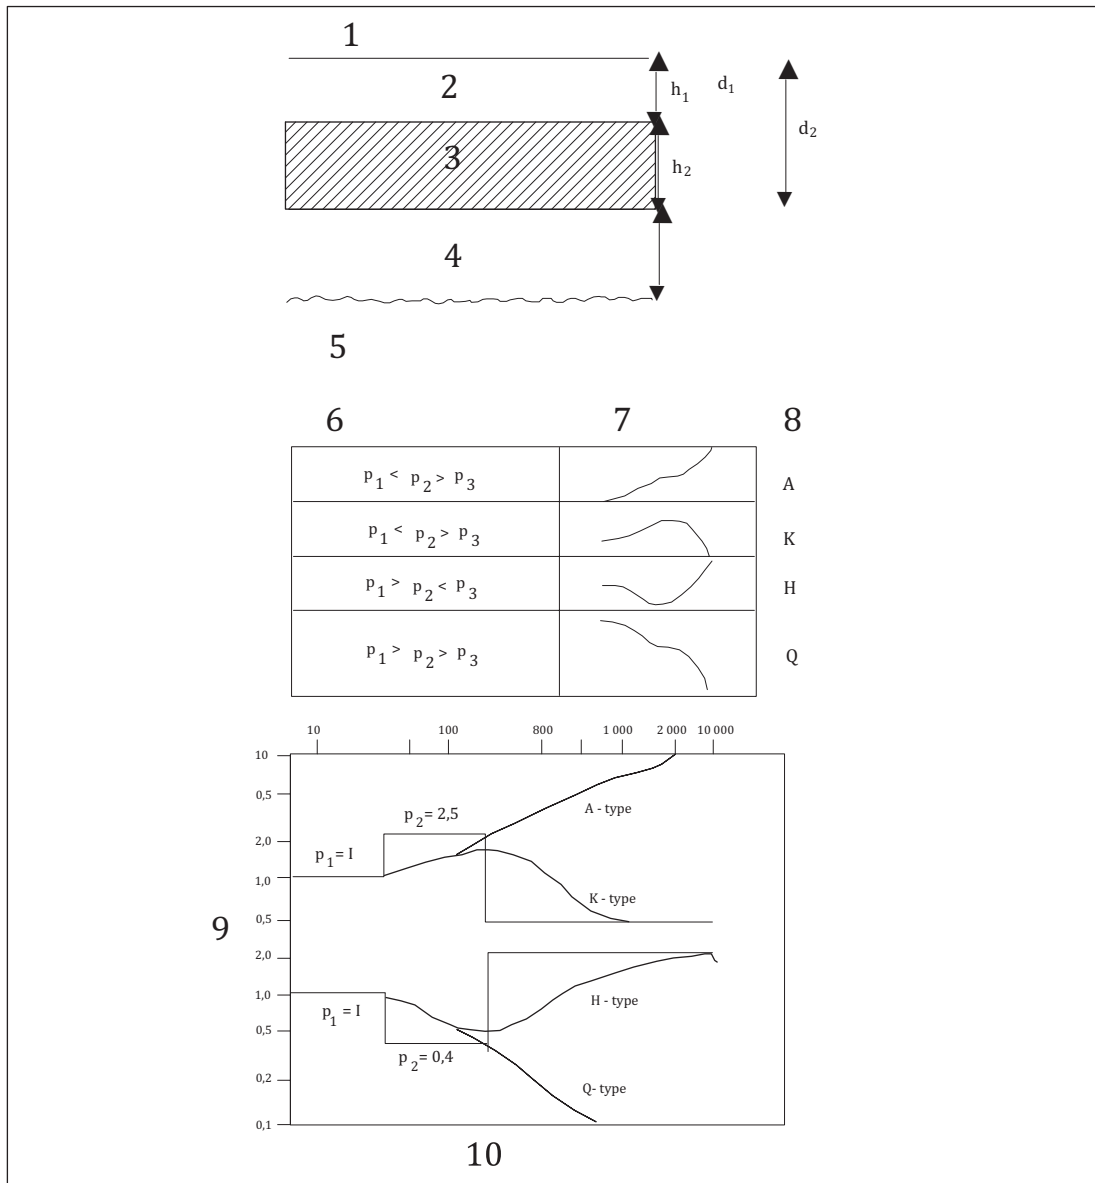 1
2
h1 d1
d2
3
h2
4
5
6 7 8
p1 < p2 > p3 A
p1 < p2 > p3 K
p1 > p2 < p3 H
p1 > p2 > p3 Q
10 100 800 1 000 2 000 10 000
10
0,5
A - type
p2 = 2,5
2,0
p1 = I
1,0
K - type
0,5
9
2,0
1,0
H - type
p1 = I
0,5
p2 = 0,4
0,2
Q- type
0,1
10